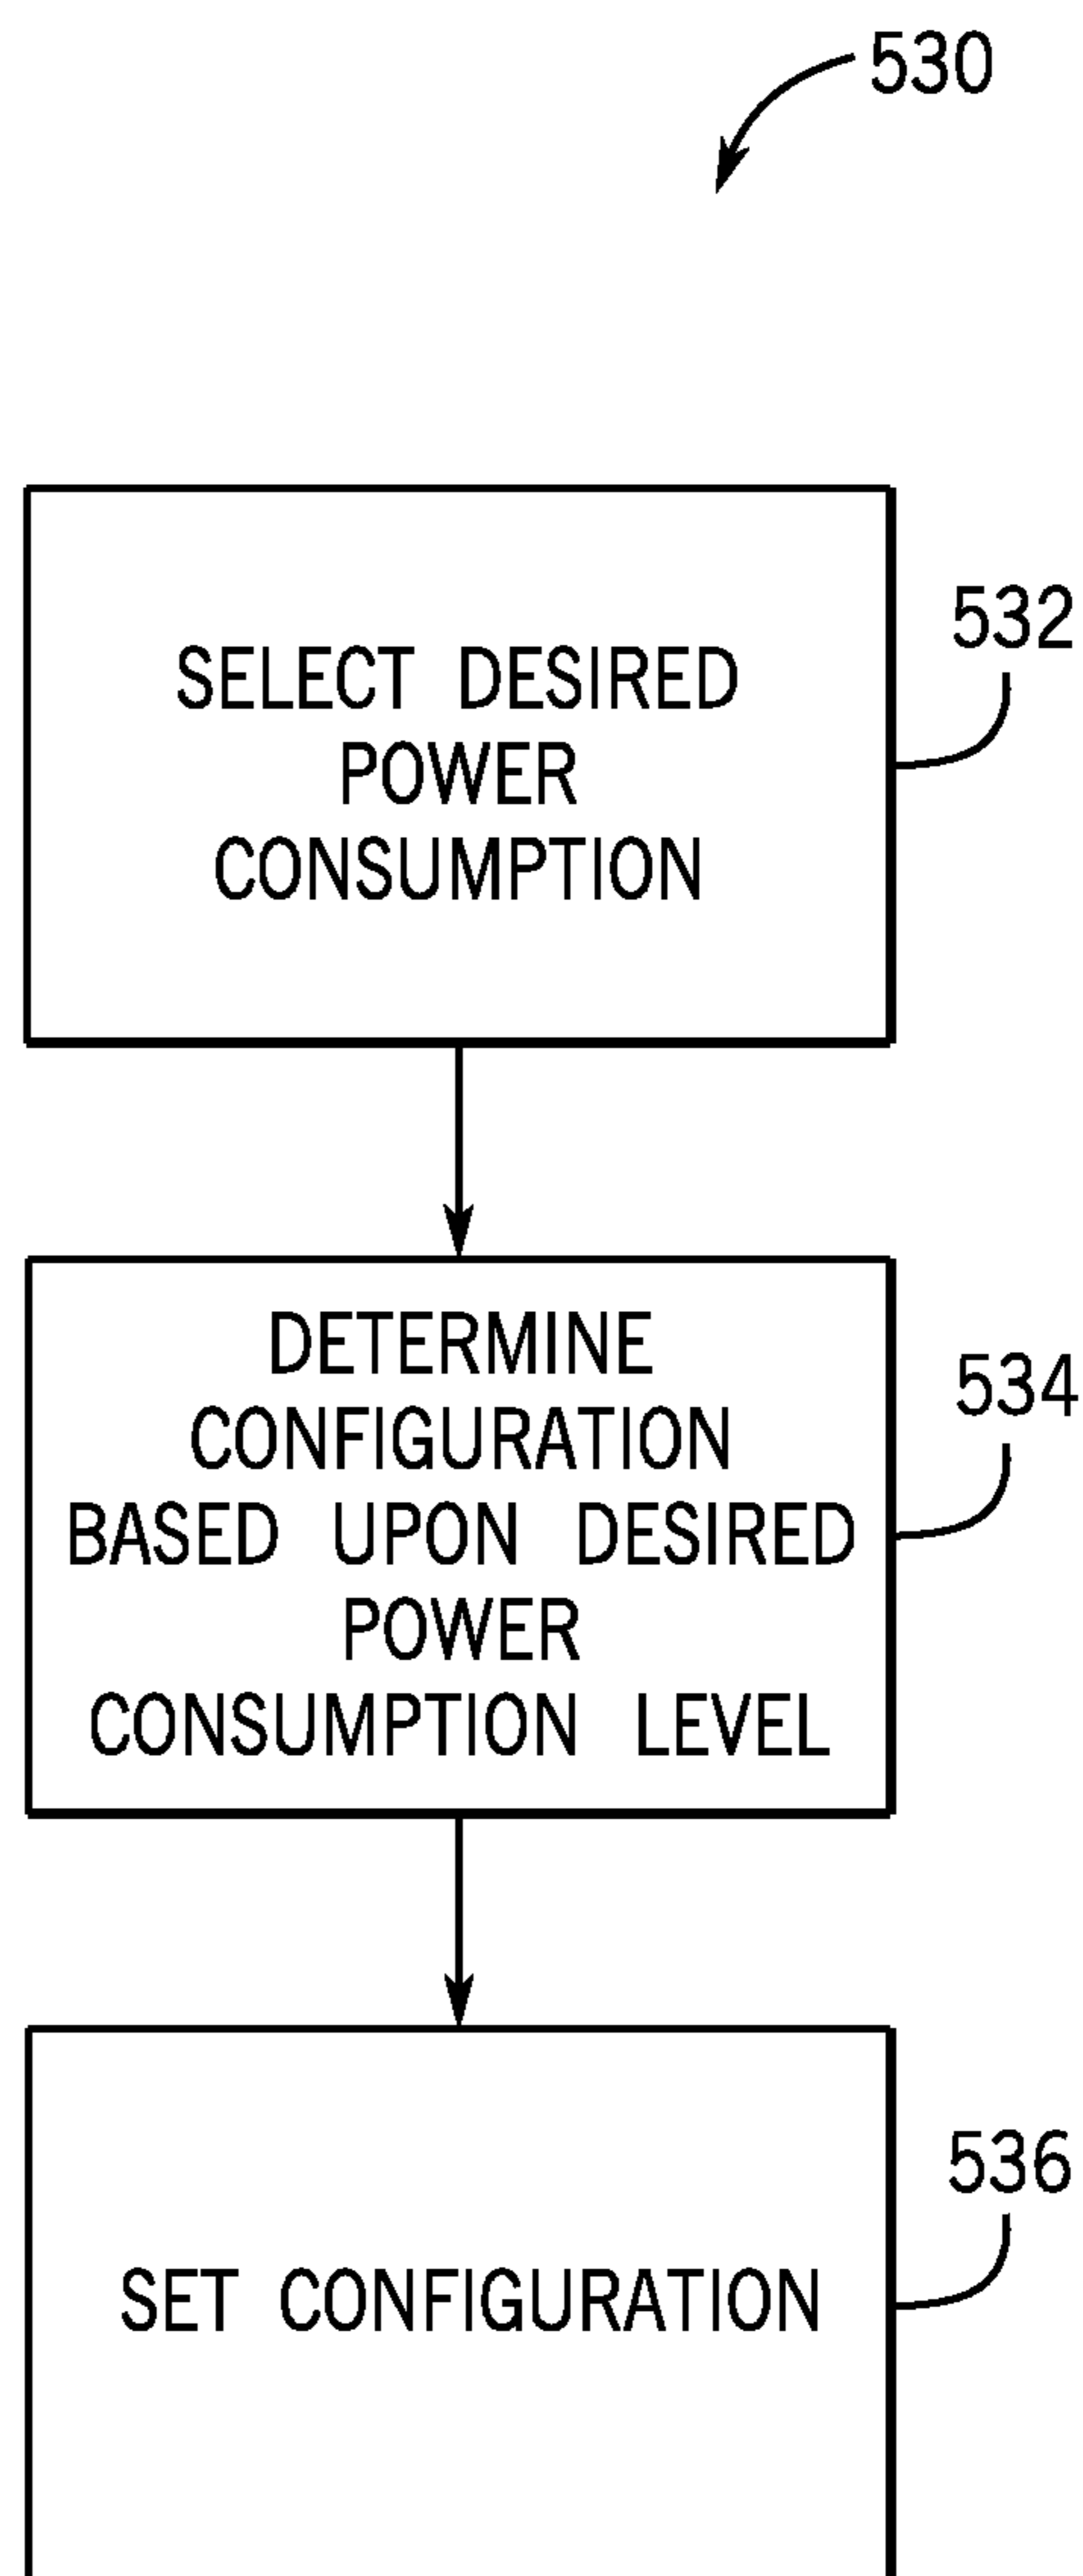 530
SELECT DESIRED
POWER
CONSUMPTION
532
DETERMINE
CONFIGURATION
BASED UPON DESIRED
POWER
CONSUMPTION LEVEL
534
SET CONFIGURATION
536